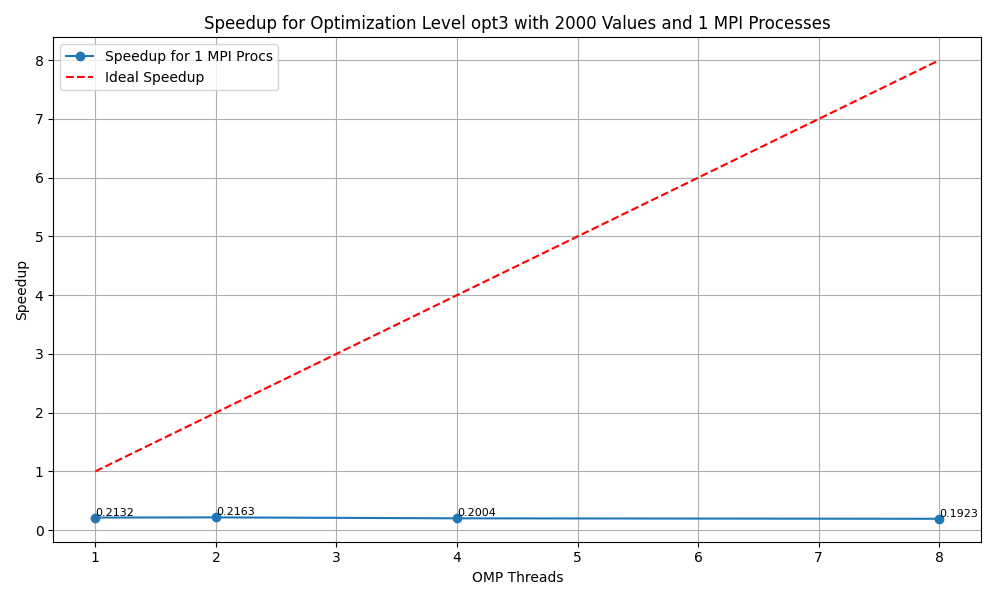 Speedup for Optimization Level opt3 with 2000 Values and 1 MPI Processes
Speedup for 1 MPI Procs
Ideal Speedup
8
7
6
5
4
3
2
1
0
Speedup
0.2132
0.2163
0.2004
0.1923
1 2 3 4 5 6 7 8
OMP Threads